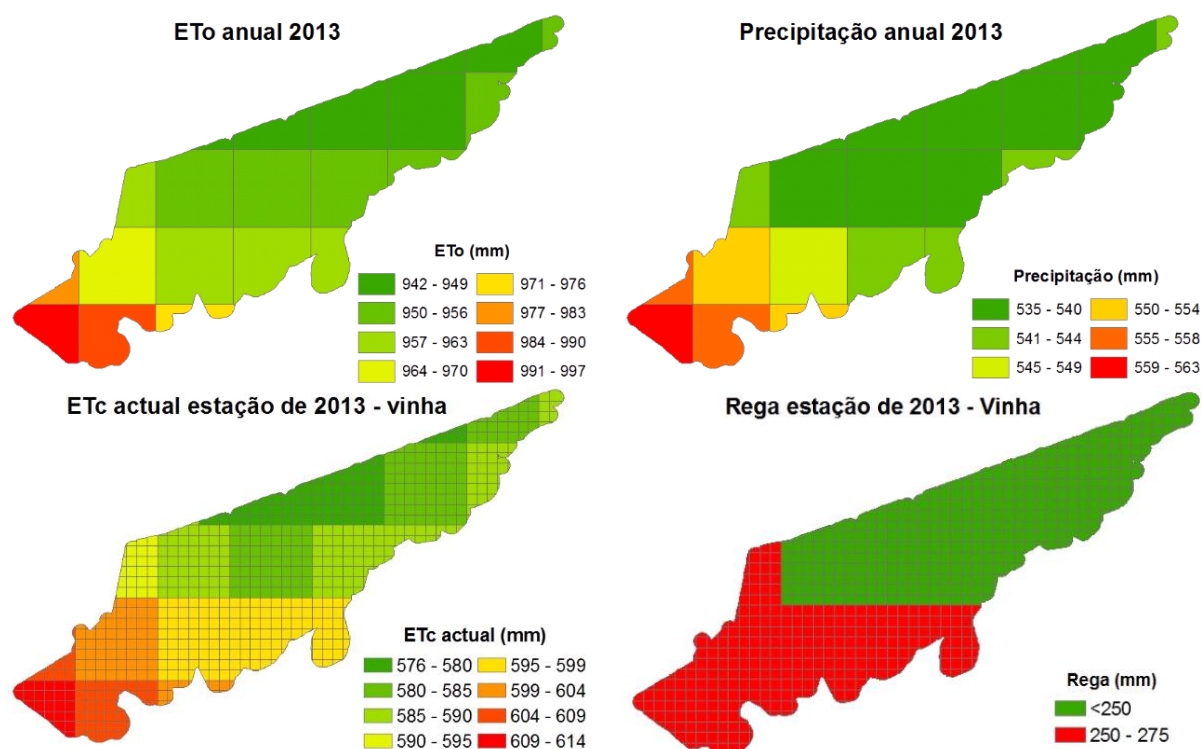 ETo anual 2013
ETo (mm)
942 - 949
971 - 976
950 - 956
977 - 983
957 - 963
984 - 990
964 - 970
991 - 997
Precipitação anual 2013
Precipitação (mm)
535 - 540
550 - 554
541 - 544
555 - 558
545 - 549
559 - 563
ETc actual estação de 2013 - vinha
ETc actual (mm)
576 - 580
595 - 599
580 - 585
599 - 604
585 - 590
604 - 609
590 - 595
609 - 614
Rega estação de 2013 - Vinha
Rega (mm)
<250
250 - 275